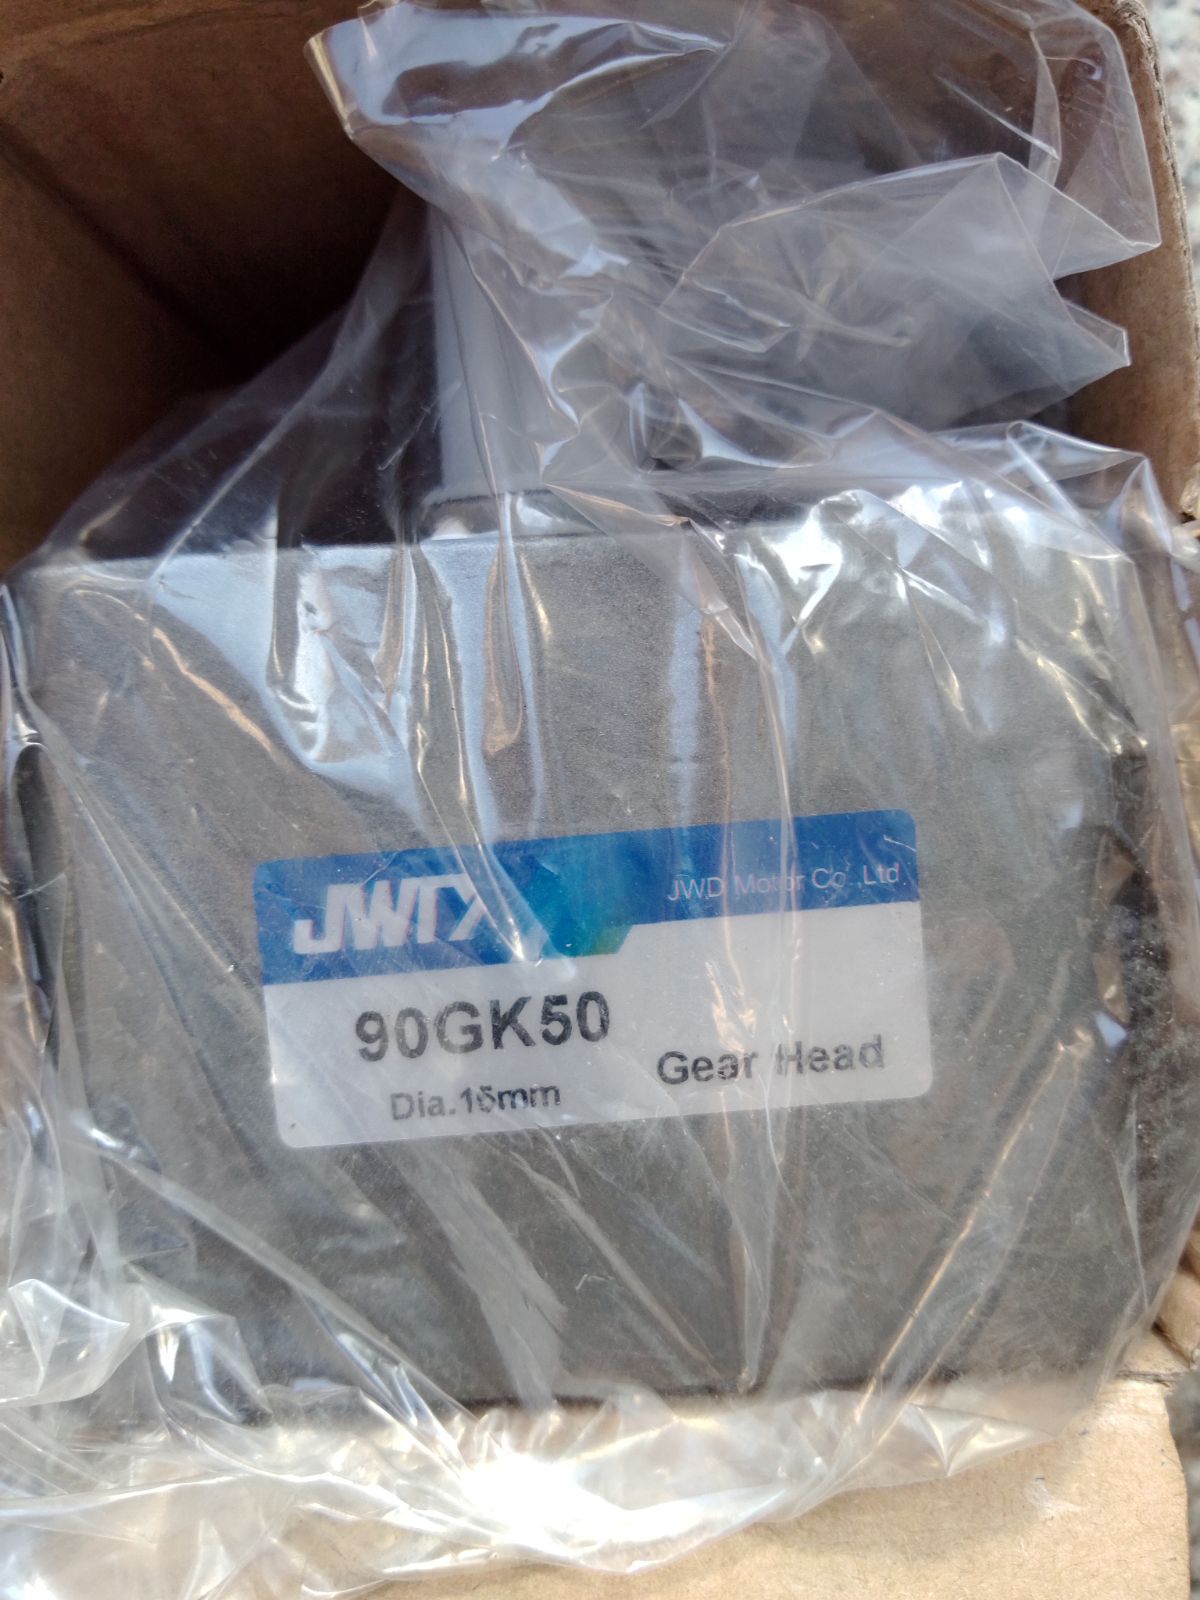 JWD
JWD Motor Co.,Ltd
90GK50
Gear Head
Dia.15mm